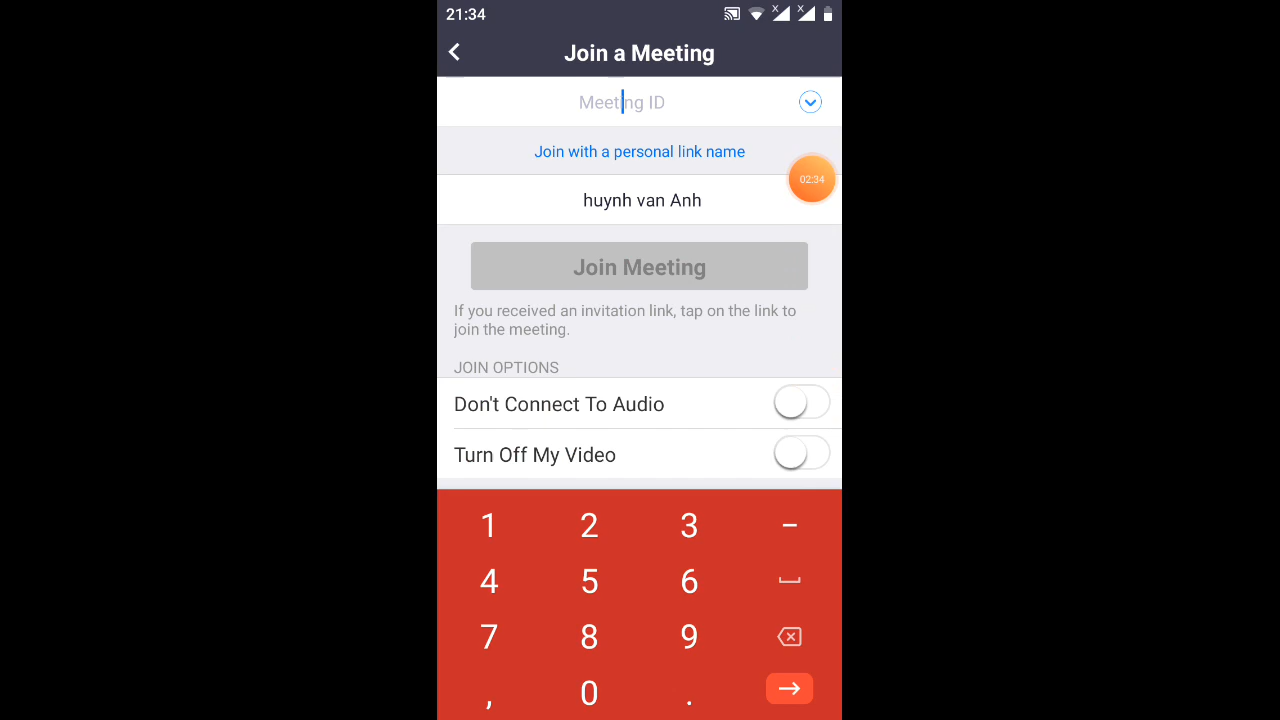 21:34
Join a Meeting
Meeting ID
Join with a personal link name
02:34
huynh van Anh
Join Meeting
If you received an invitation link, tap on the link to
join the meeting.
JOIN OPTIONS
Don't Connect To Audio
Turn Off My Video
1 2 3 –
4 5 6
7 8 9
, 0 .